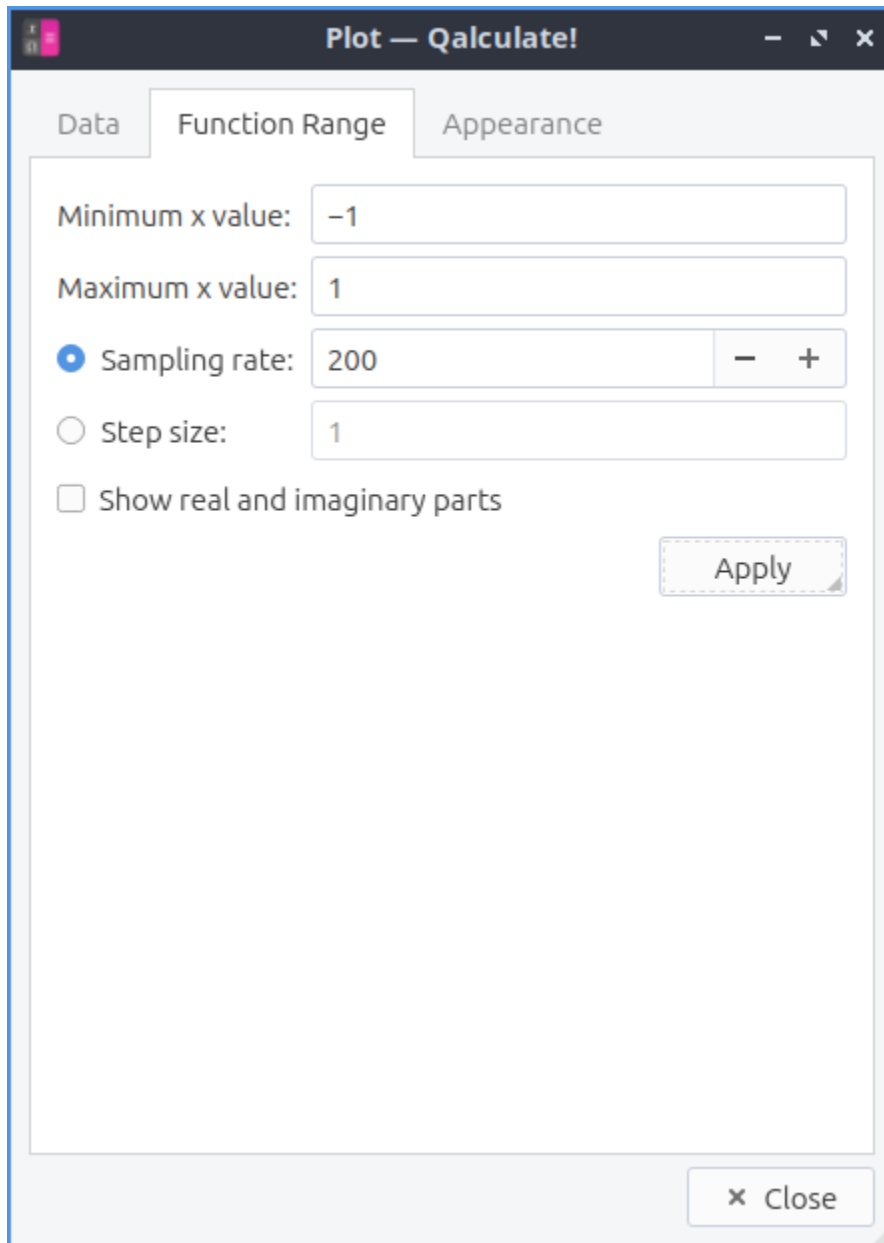 Plot — Qalculate!
Data Function Range Appearance
Minimum x value: −1
Maximum x value: 1
Sampling rate: 200 − +
Step size: 1
Show real and imaginary parts
Apply
× Close